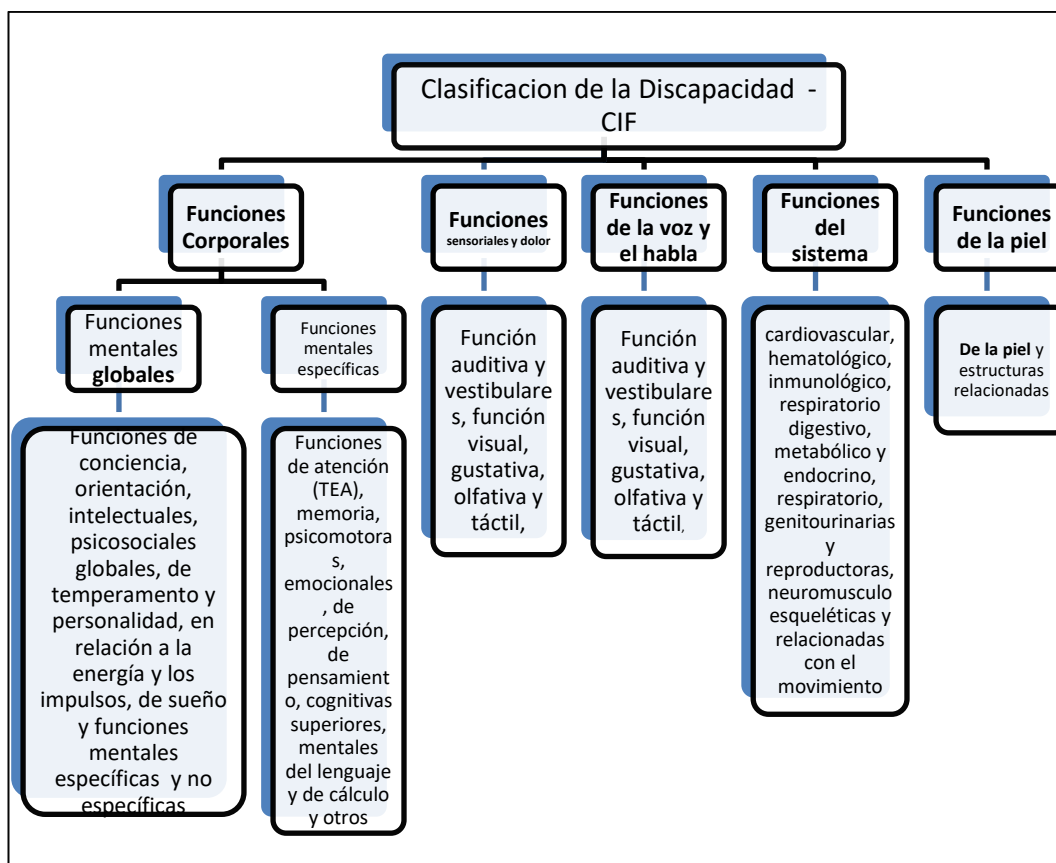 Clasificacion de la Discapacidad -
CIF
Funciones
Corporales
Funciones
sensoriales y dolor
Funciones
de la voz y
el habla
Funciones
del
sistema
Funciones
de la piel
Funciones
mentales
globales
Funciones
mentales
específicas
Función
auditiva y
vestibulare
s, función
visual,
gustativa,
olfativa y
táctil,
Función
auditiva y
vestibulare
s, función
visual,
gustativa,
olfativa y
táctil,
cardiovascular,
hematológico,
inmunológico,
respiratorio
digestivo,
metabólico y
endocrino,
respiratorio,
genitourinarias
y
reproductoras,
neuromusculo
esqueléticas y
relacionadas
con el
movimiento
De la piel y
estructuras
relacionadas
Funciones de
conciencia,
orientación,
intelectuales,
psicosociales
globales, de
temperamento y
personalidad, en
relación a la
energía y los
impulsos, de sueño
y funciones
mentales
específicas y no
específicas
Funciones
de atención
(TEA),
memoria,
psicomotora
s,
emocionales
, de
percepción,
de
pensamient
o, cognitivas
superiores,
mentales
del lenguaje
y de cálculo
y otros